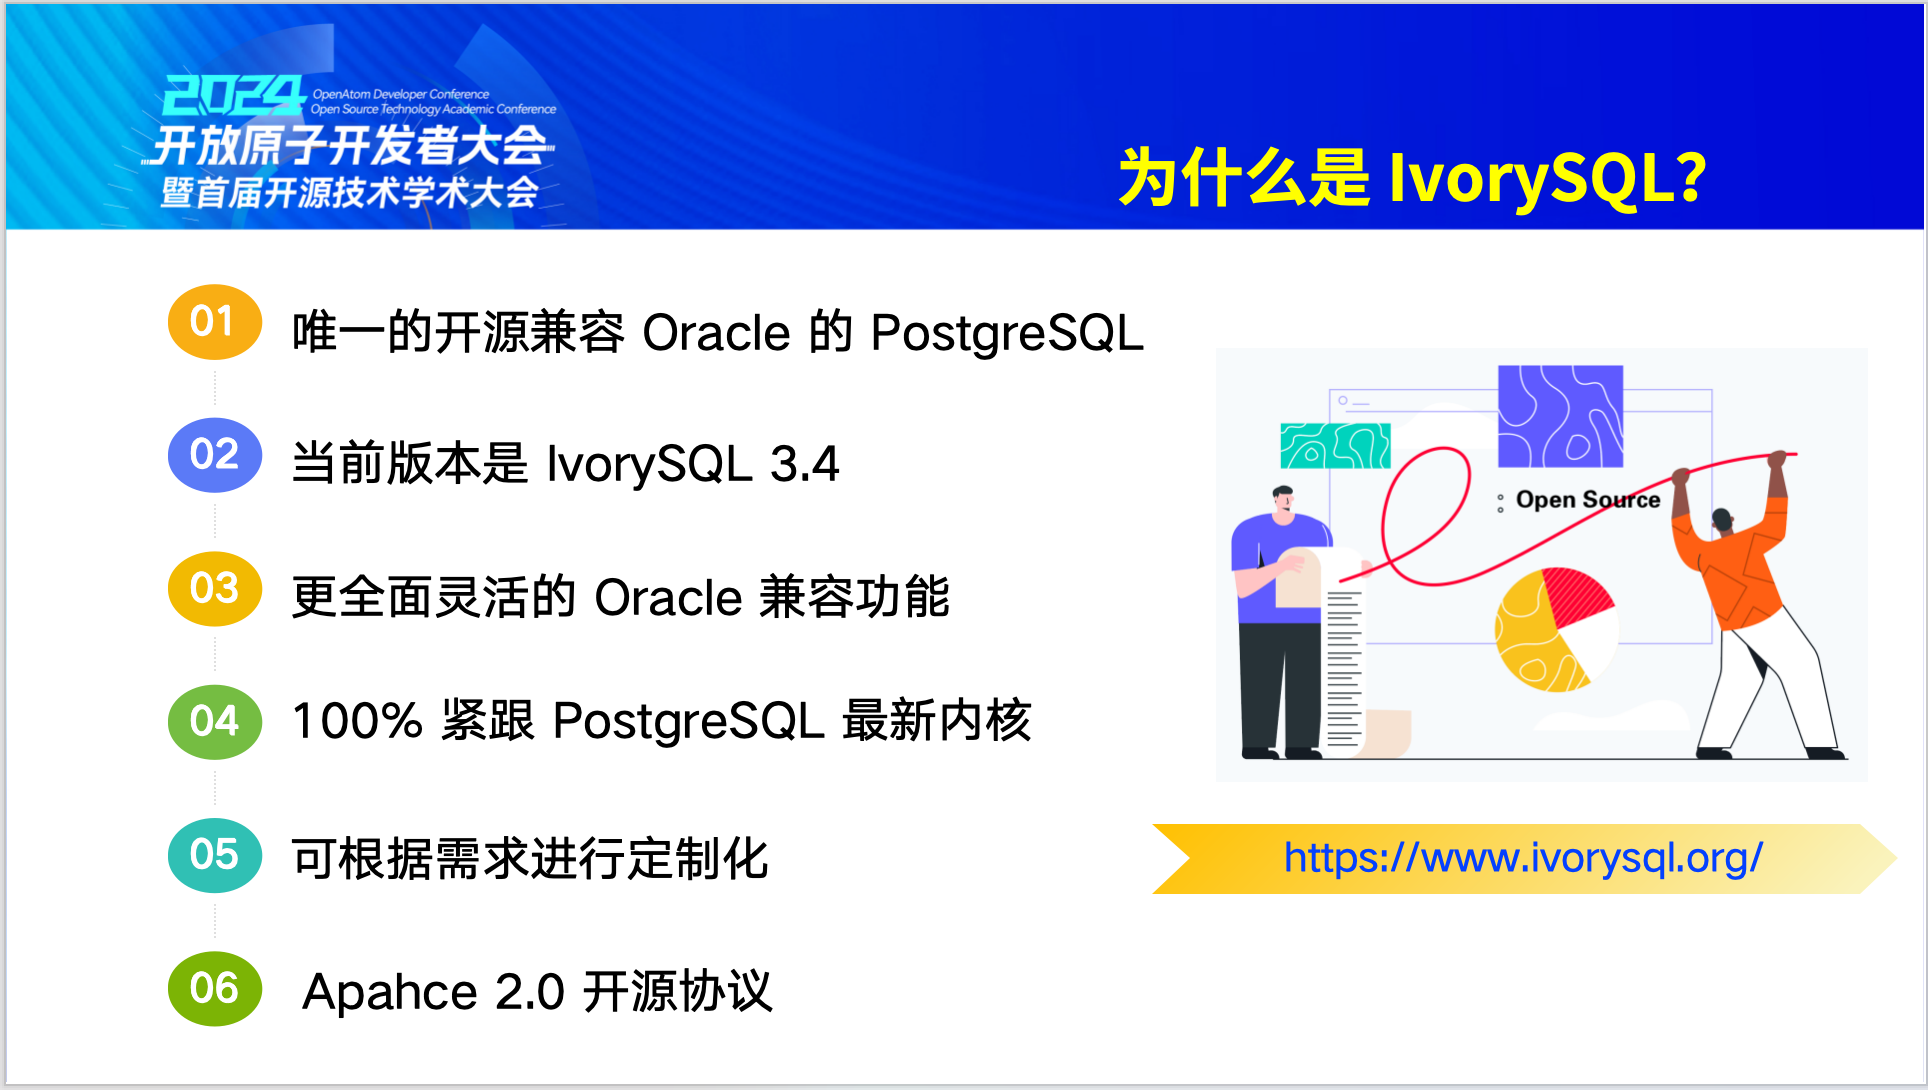 2024
OpenAtom Developer Conference
Open Source Technology Academic Conference
开放原子开发者大会
暨首届开源技术学术大会
为什么是 IvorySQL?
01 唯一的开源兼容 Oracle 的 PostgreSQL
02 当前版本是 IvorySQL 3.4
03 更全面灵活的 Oracle 兼容功能
04 100% 紧跟 PostgreSQL 最新内核
05 可根据需求进行定制化
06 Apahce 2.0 开源协议
Open Source
https://www.ivorysql.org/